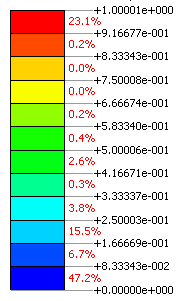 +1.00001e+000
23.1%
+9.16677e-001
0.2%
+8.33343e-001
0.0%
+7.50008e-001
0.0%
+6.66674e-001
0.2%
+5.83340e-001
0.4%
+5.00006e-001
2.6%
+4.16671e-001
0.3%
+3.33337e-001
3.8%
+2.50003e-001
15.5%
+1.66669e-001
6.7%
+8.33343e-002
47.2%
+0.00000e+000